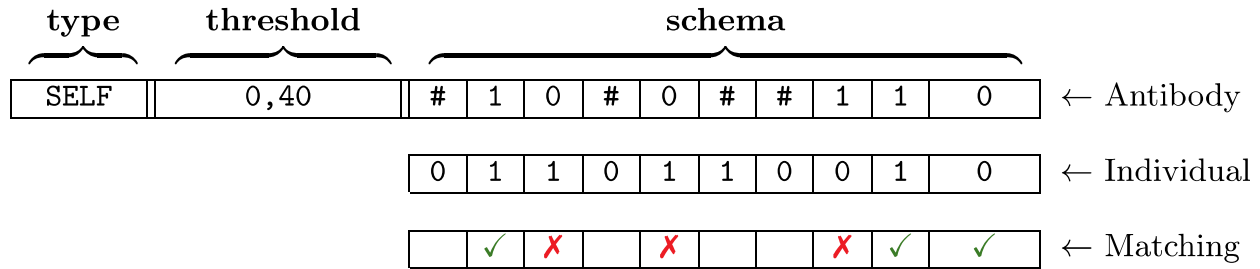 type threshold schema
SELF 0,40 # 1 0 # 0 # # 1 1 0 ← Antibody
0 1 1 0 1 1 0 0 1 0 ← Individual
✓ ✗ ✗ ✗ ✓ ✓ ← Matching